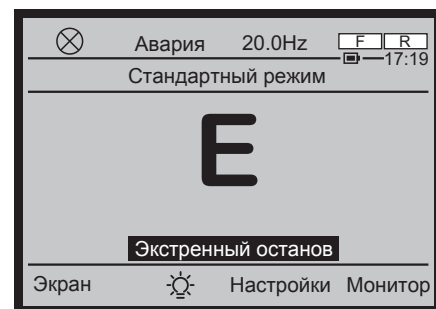 Авария 20.0Hz F R
17:19
Стандартный режим
E
Экстренный останов
Экран Настройки Монитор